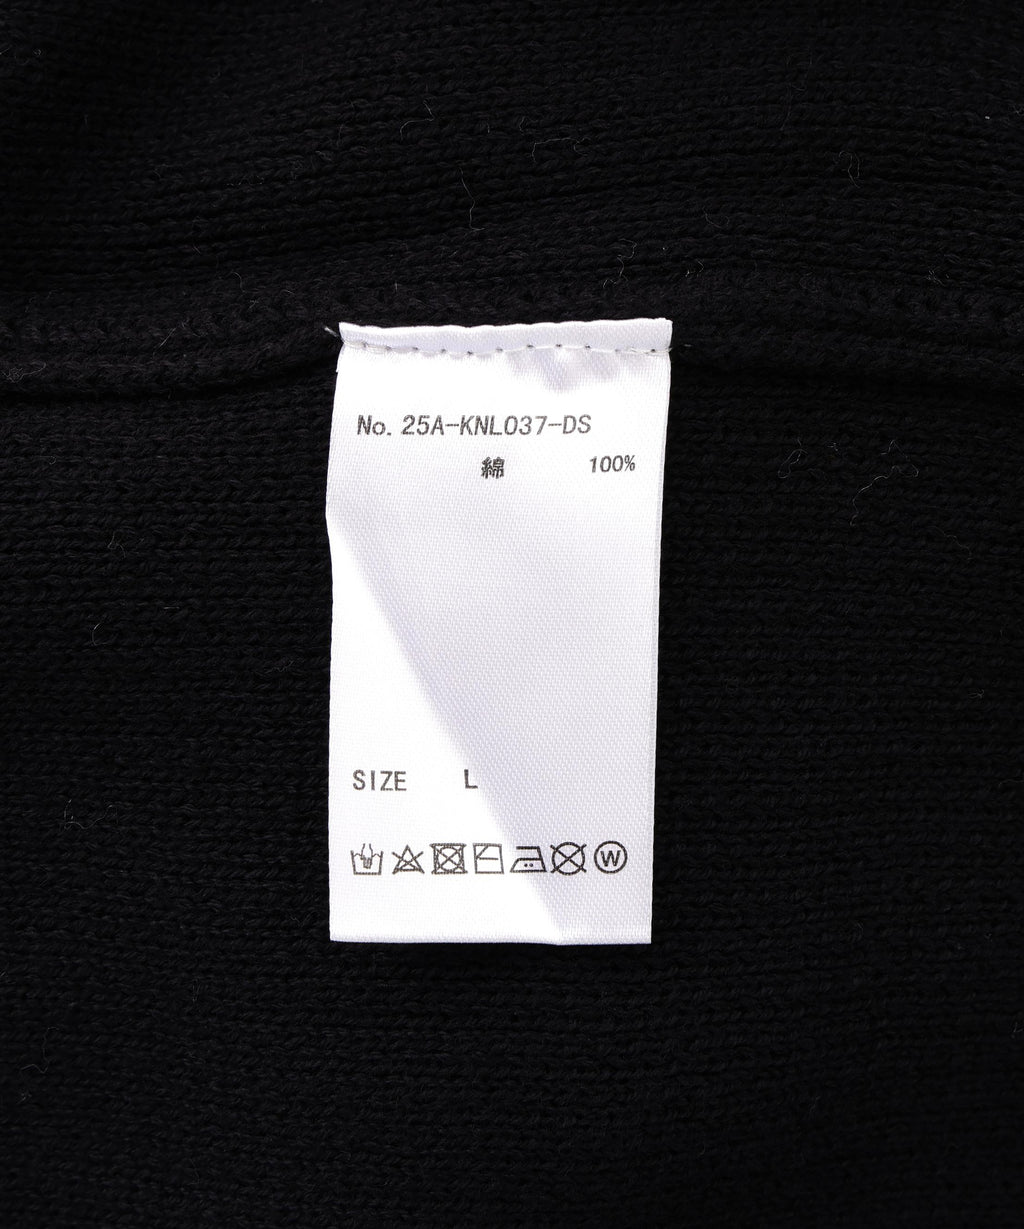 No. 25A-KNL037-DS
綿 100%
SIZE L
W